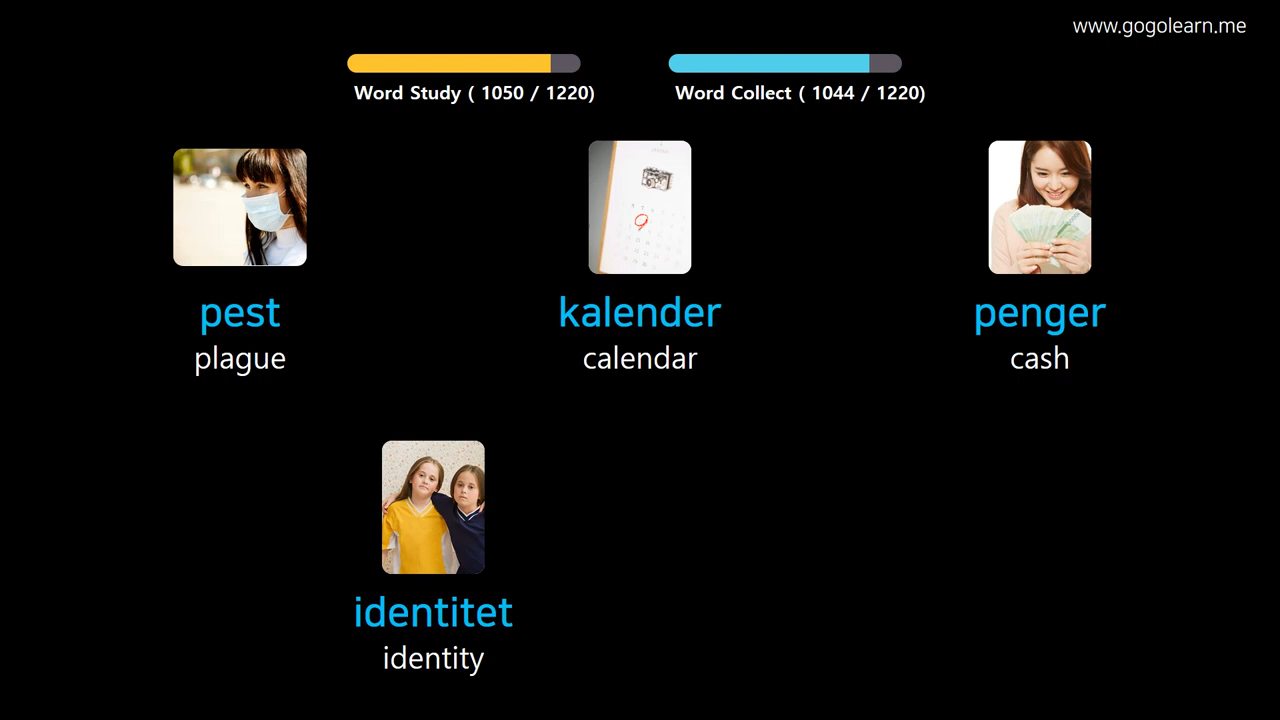 www.gogolearn.me
Word Study ( 1050 / 1220)
Word Collect ( 1044 / 1220)
pest
plague
kalender
calendar
penger
cash
identitet
identity